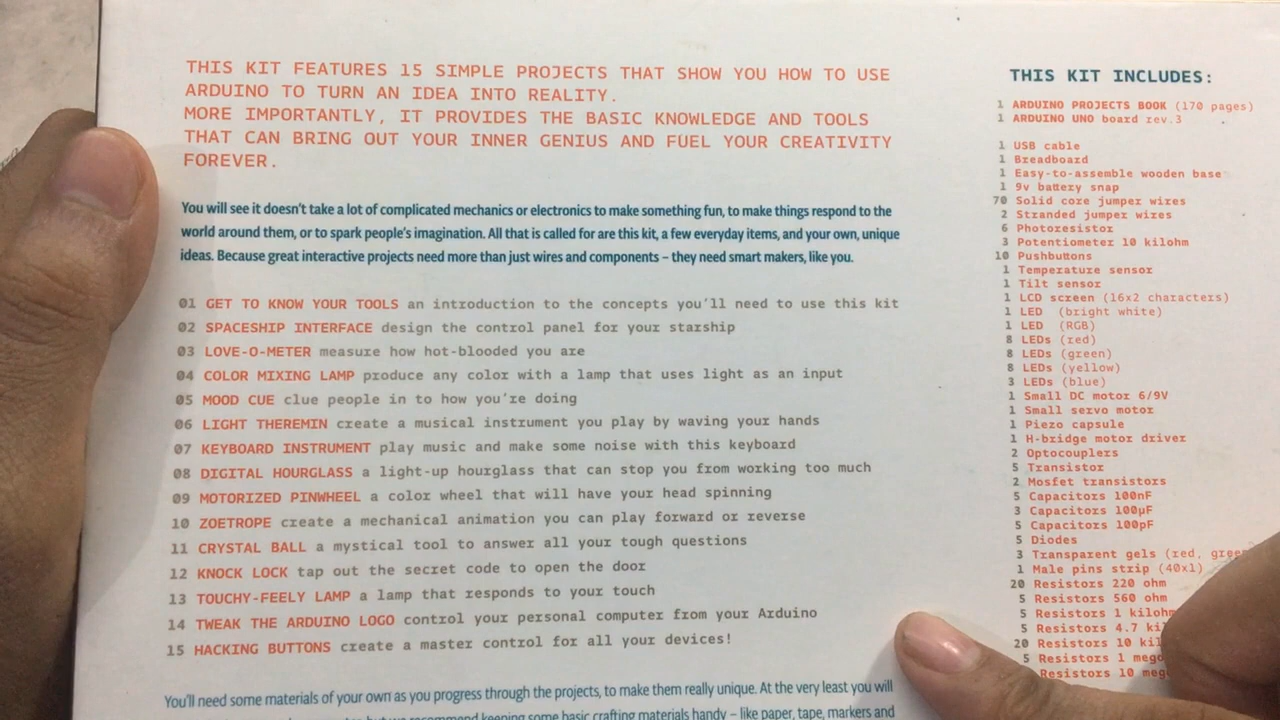 THIS KIT FEATURES 15 SIMPLE PROJECTS THAT SHOW YOU HOW TO USE
ARDUINO TO TURN AN IDEA INTO REALITY.
MORE IMPORTANTLY, IT PROVIDES THE BASIC KNOWLEDGE AND TOOLS
THAT CAN BRING OUT YOUR INNER GENIUS AND FUEL YOUR CREATIVITY
FOREVER.
You will see it doesn't take a lot of complicated mechanics or electronics to make something fun, to make things respond to the
world around them, or to spark people's imagination. All that is called for are this kit, a few everyday items, and your own, unique
ideas. Because great interactive projects need more than just wires and components – they need smart makers, like you.
01 GET TO KNOW YOUR TOOLS an introduction to the concepts you'll need to use this kit
02 SPACESHIP INTERFACE design the control panel for your starship
03 LOVE-O-METER measure how hot-blooded you are
04 COLOR MIXING LAMP produce any color with a lamp that uses light as an input
05 MOOD CUE clue people in to how you're doing
06 LIGHT THEREMIN create a musical instrument you play by waving your hands
07 KEYBOARD INSTRUMENT play music and make some noise with this keyboard
08 DIGITAL HOURGLASS a light-up hourglass that can stop you from working too much
09 MOTORIZED PINWHEEL a color wheel that will have your head spinning
10 ZOETROPE create a mechanical animation you can play forward or reverse
11 CRYSTAL BALL a mystical tool to answer all your tough questions
12 KNOCK LOCK tap out the secret code to open the door
13 TOUCHY-FEELY LAMP a lamp that responds to your touch
14 TWEAK THE ARDUINO LOGO control your personal computer from your Arduino
15 HACKING BUTTONS create a master control for all your devices!
You'll need some materials of your own as you progress through the projects, to make them really unique. At the very least you will
recommend keeping some basic crafting materials handy – like paper, tape, markers and
THIS KIT INCLUDES:
1 ARDUINO PROJECTS BOOK (170 pages)
1 ARDUINO UNO board rev.3
1 USB cable
1 Breadboard
1 Easy-to-assemble wooden base
1 9v battery snap
70 Solid core jumper wires
2 Stranded jumper wires
6 Photoresistor
3 Potentiometer 10 kilohm
10 Pushbuttons
1 Temperature sensor
1 Tilt sensor
1 LCD screen (16x2 characters)
1 LED (bright white)
1 LED (RGB)
8 LEDs (red)
8 LEDs (green)
8 LEDs (yellow)
3 LEDs (blue)
1 Small DC motor 6/9V
1 Small servo motor
1 Piezo capsule
1 H-bridge motor driver
2 Optocouplers
5 Transistor
2 Mosfet transistors
5 Capacitors 100nF
3 Capacitors 100µF
5 Capacitors 100pF
5 Diodes
3 Transparent gels (red, gree
1 Male pins strip (40x1)
20 Resistors 220 ohm
5 Resistors 560 ohm
5 Resistors 1 kilohm
5 Resistors 4.7 kil
20 Resistors 10 kil
5 Resistors 1 meg
Resistors 10 meg